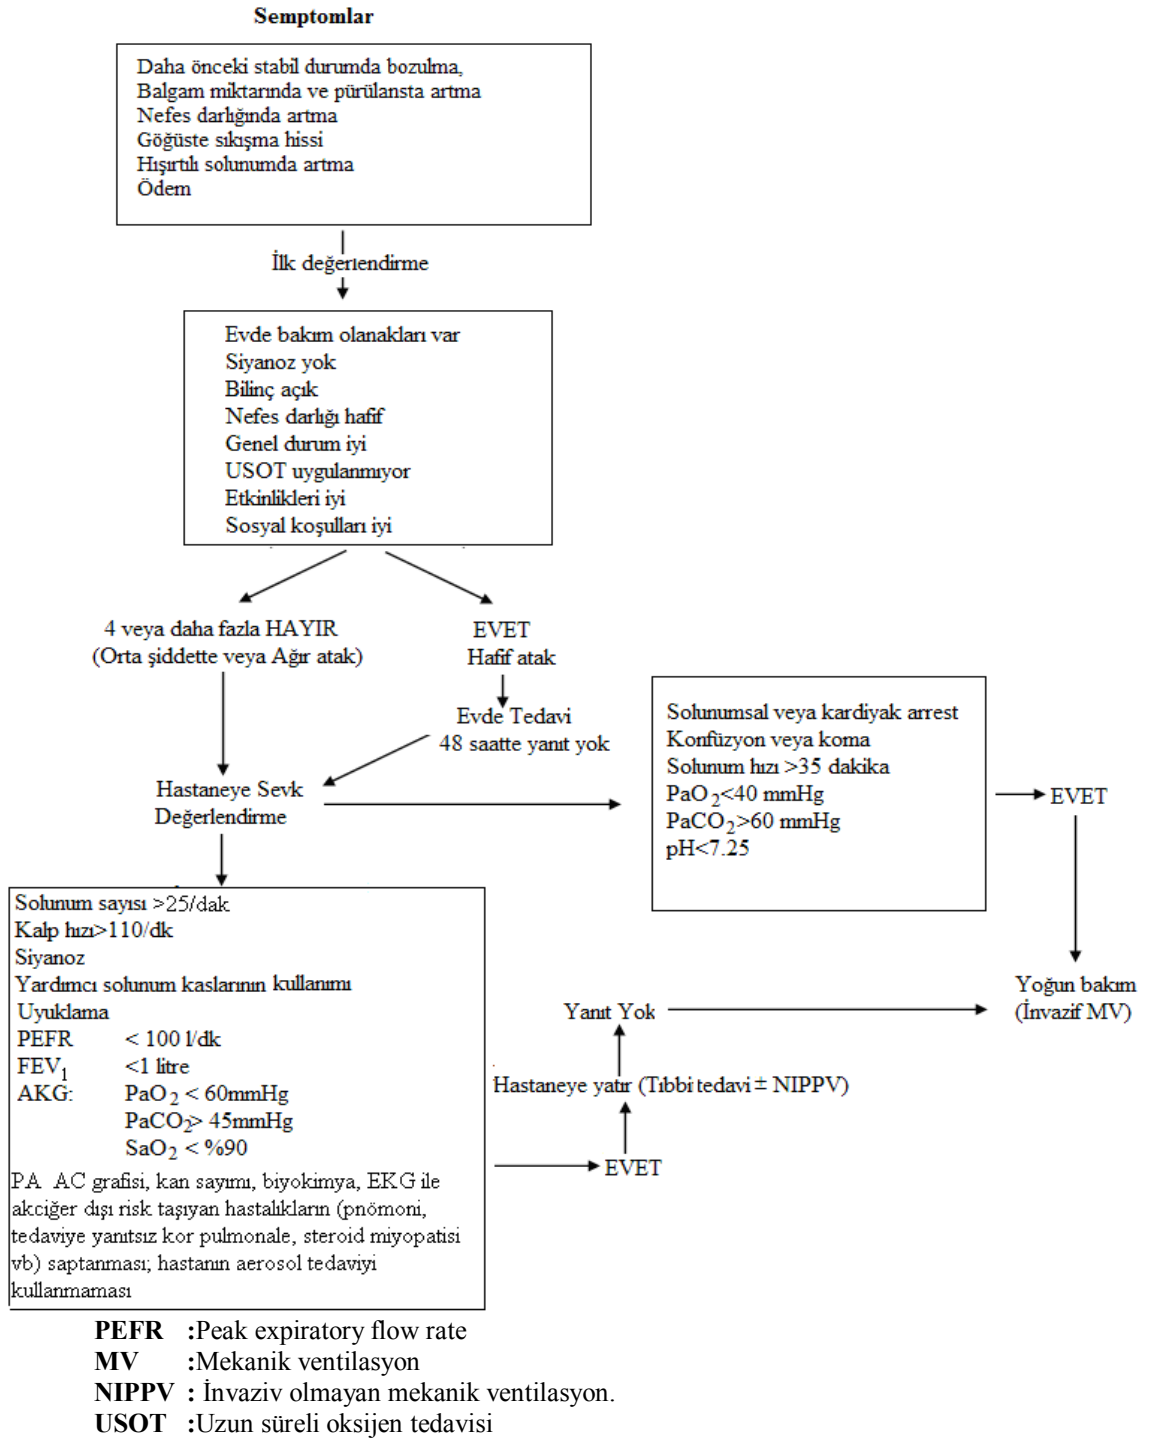 Semptomlar
Daha önceki stabil durumda bozulma,
Balgam miktarında ve pürülansta artma
Nefes darlığında artma
Göğüste sıkışma hissi
Hışırtılı solunumda artma
Ödem
İlk değerlendirme
Evde bakım olanakları var
Siyanoz yok
Bilinç açık
Nefes darlığı hafif
Genel durum iyi
USOT uygulanmıyor
Etkinlikleri iyi
Sosyal koşulları iyi
4 veya daha fazla HAYIR
(Orta şiddette veya Ağır atak)
EVET
Hafif atak
Evde Tedavi
48 saatte yanıt yok
Hastaneye Sevk
Değerlendirme
Solunumsal veya kardiyak arrest
Konfüzyon veya koma
Solunum hızı >35 dakika
PaO2<40 mmHg
PaCO2>60 mmHg
pH<7.25
EVET
Yoğun bakım
(İnvazif MV)
Solunum sayısı >25/dak
Kalp hızı>110/dk
Siyanoz
Yardımcı solunum kaslarının kullanımı
Uyuklama
PEFR < 100 l/dk
FEV1 <1 litre
AKG: PaO2 < 60mmHg
PaCO2> 45mmHg
SaO2 < %90
PA AC grafisi, kan sayımı, biyokimya, EKG ile
akciğer dışı risk taşıyan hastalıkların (pnömoni,
tedaviye yanıtsız kor pulmonale, steroid miyopatisi
vb) saptanması; hastanın aerosol tedaviyi
kullanmaması
Yanıt Yok
Hastaneye yatır (Tıbbi tedavi ± NIPPV)
EVET
PEFR :Peak expiratory flow rate
MV :Mekanik ventilasyon
NIPPV : İnvaziv olmayan mekanik ventilasyon.
USOT :Uzun süreli oksijen tedavisi